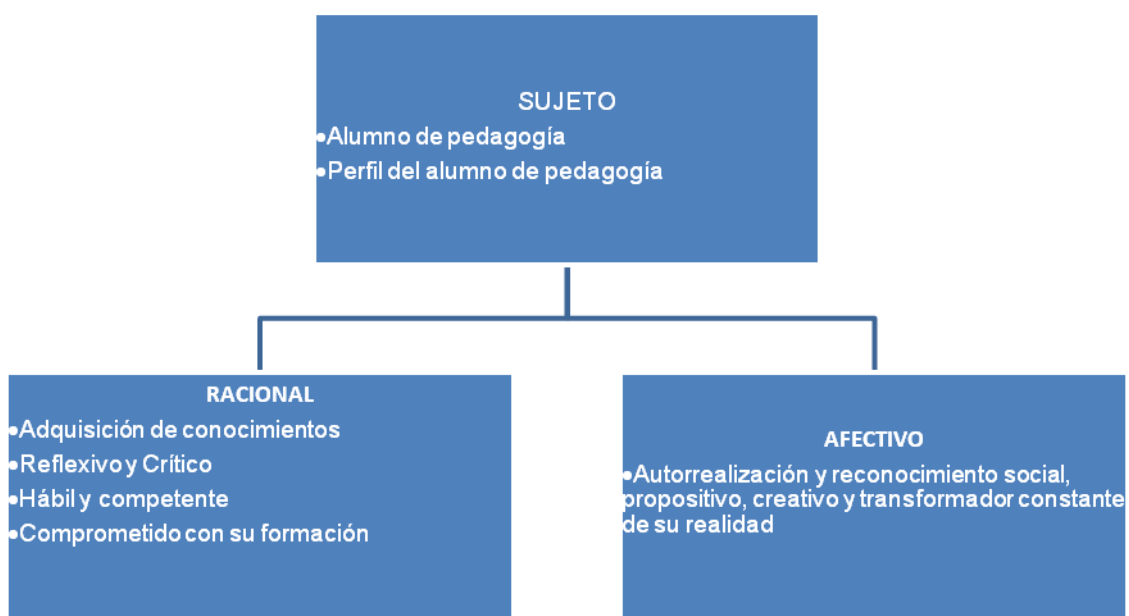 SUJETO
•Alumno de pedagogía
•Perfil del alumno de pedagogía
RACIONAL
•Adquisición de conocimientos
•Reflexivo y Crítico
•Hábil y competente
•Comprometido con su formación
AFECTIVO
•Autorrealización y reconocimiento social,
propositivo, creativo y transformador constante
de su realidad